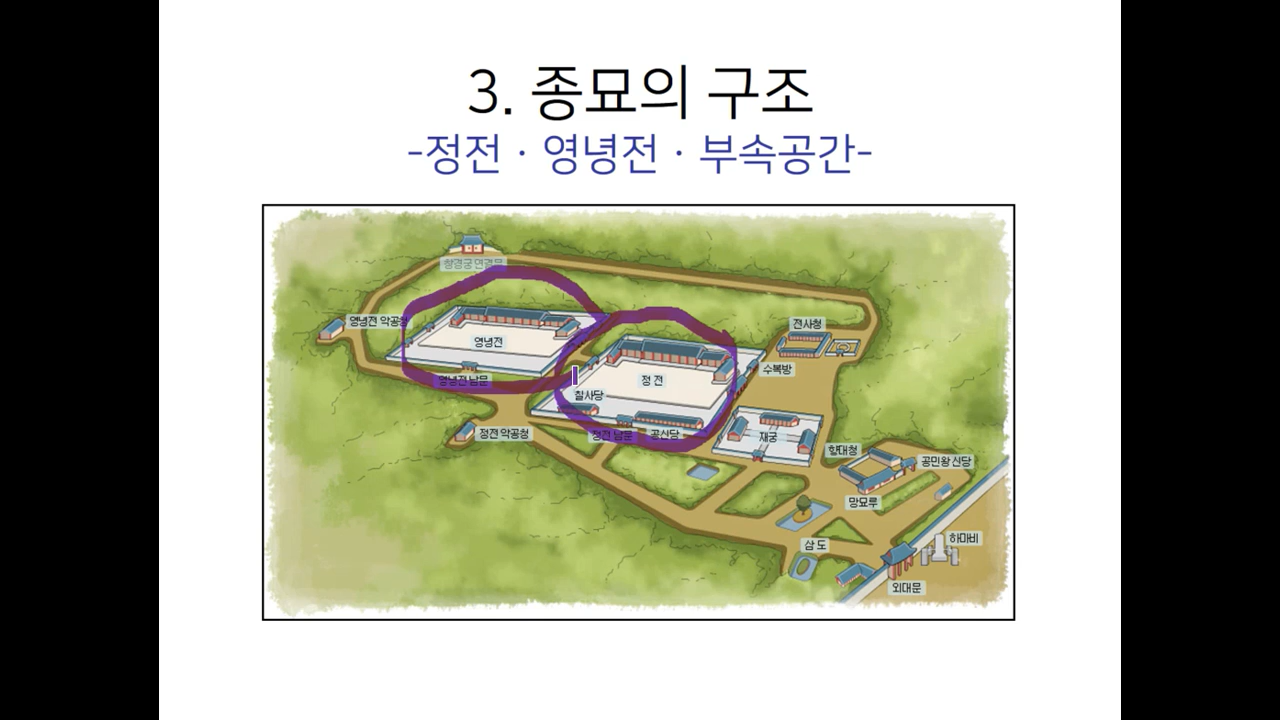 3. 종묘의 구조
-정전 · 영녕전 · 부속공간-
창경궁 연결문
영녕전 악공청
영녕전
영녕전 남문
정전
찰사당
정전 남문
공신당
정전 악공청
전사청
수복방
재궁
향대청
공민왕 신당
망묘루
삼도
하마비
외대문